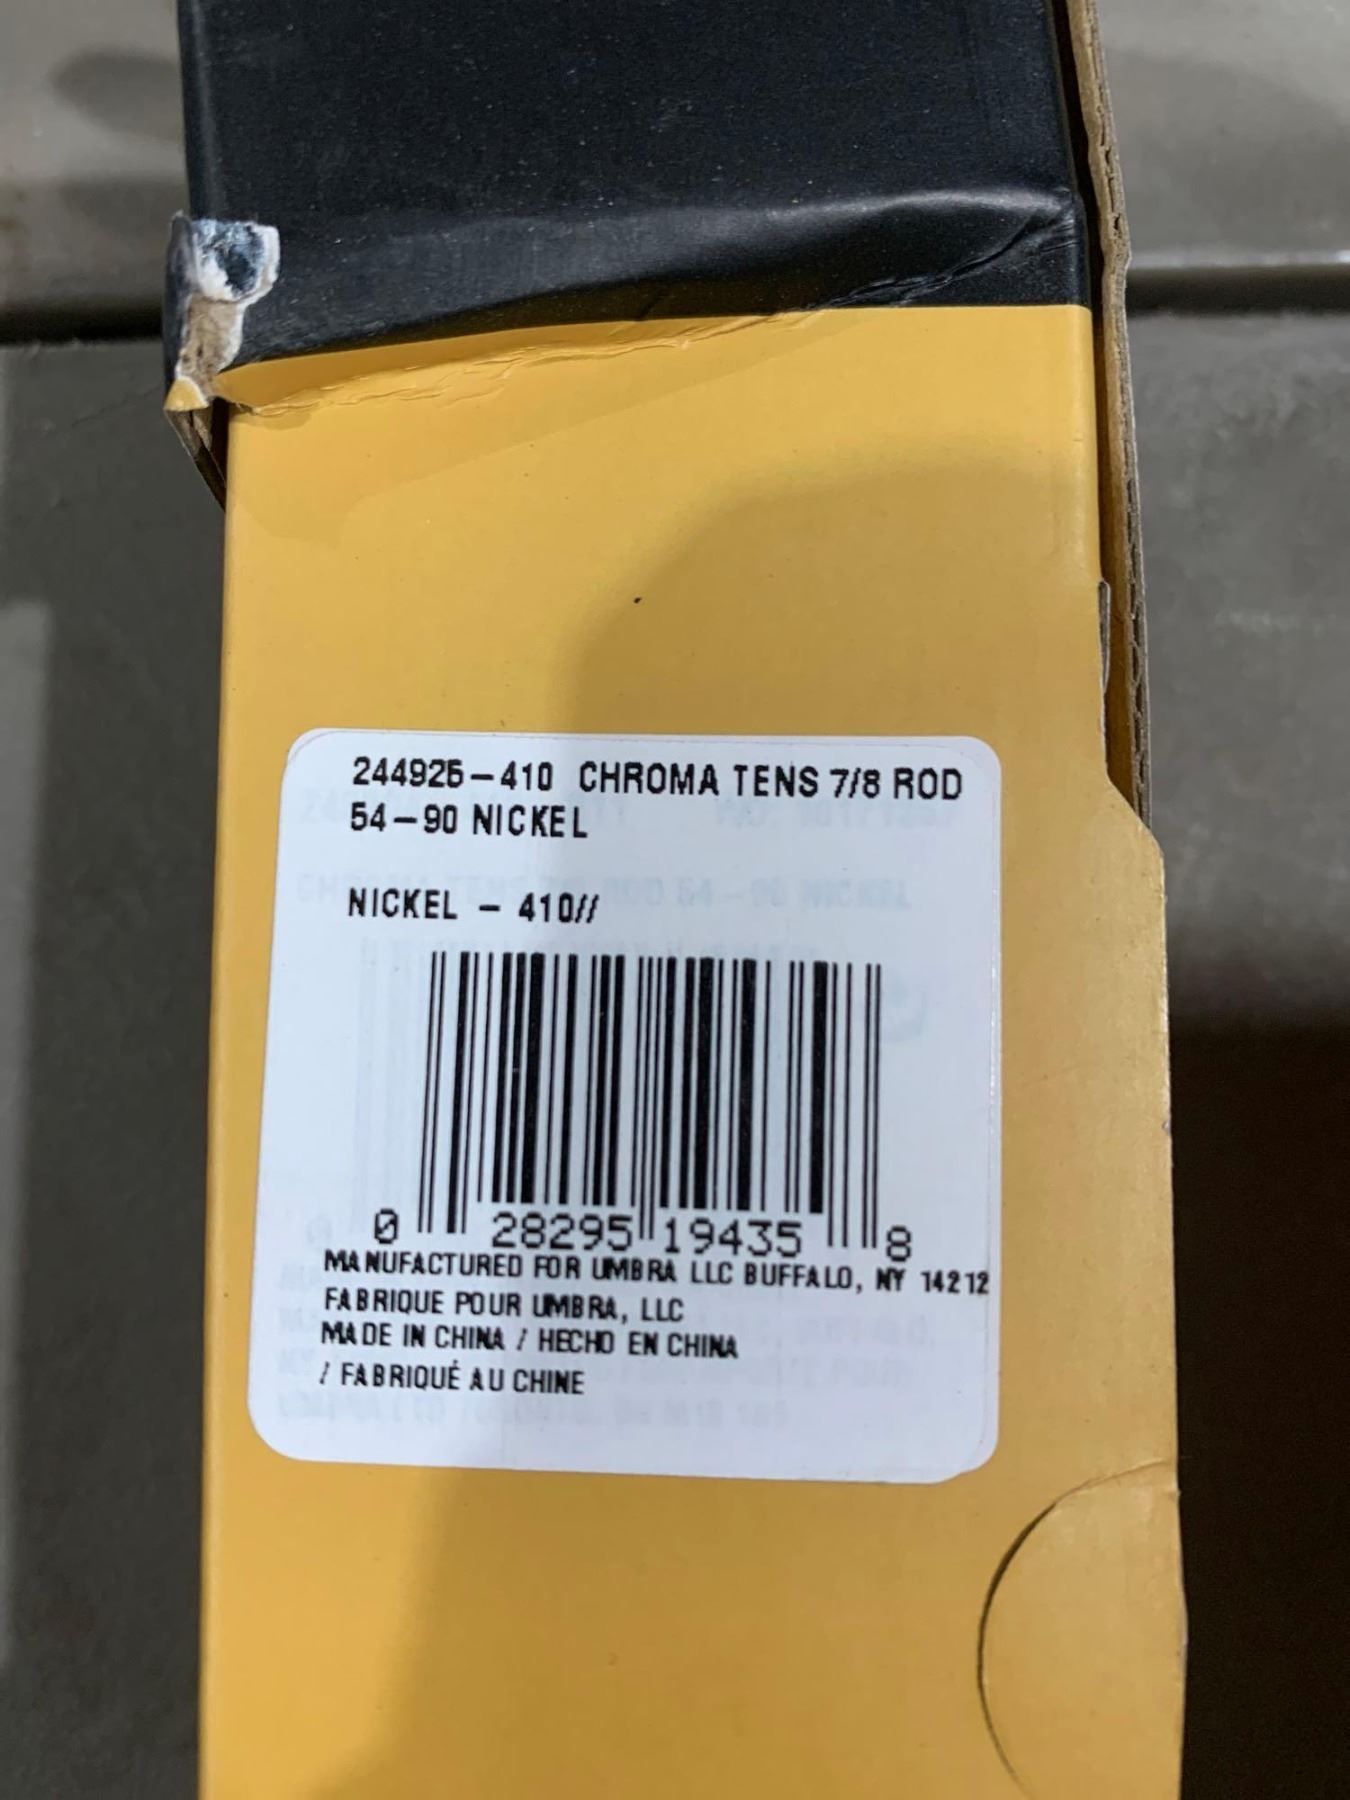 244925-410 CHROMA TENS 7/8 ROD
54-90 NICKEL
NICKEL - 410//
0 28295 19435 8
MANUFACTURED FOR UMBRA LLC BUFFALO, NY 14212
FABRIQUE POUR UMBRA, LLC
MADE IN CHINA / HECHO EN CHINA
/ FABRIQUÉ AU CHINE